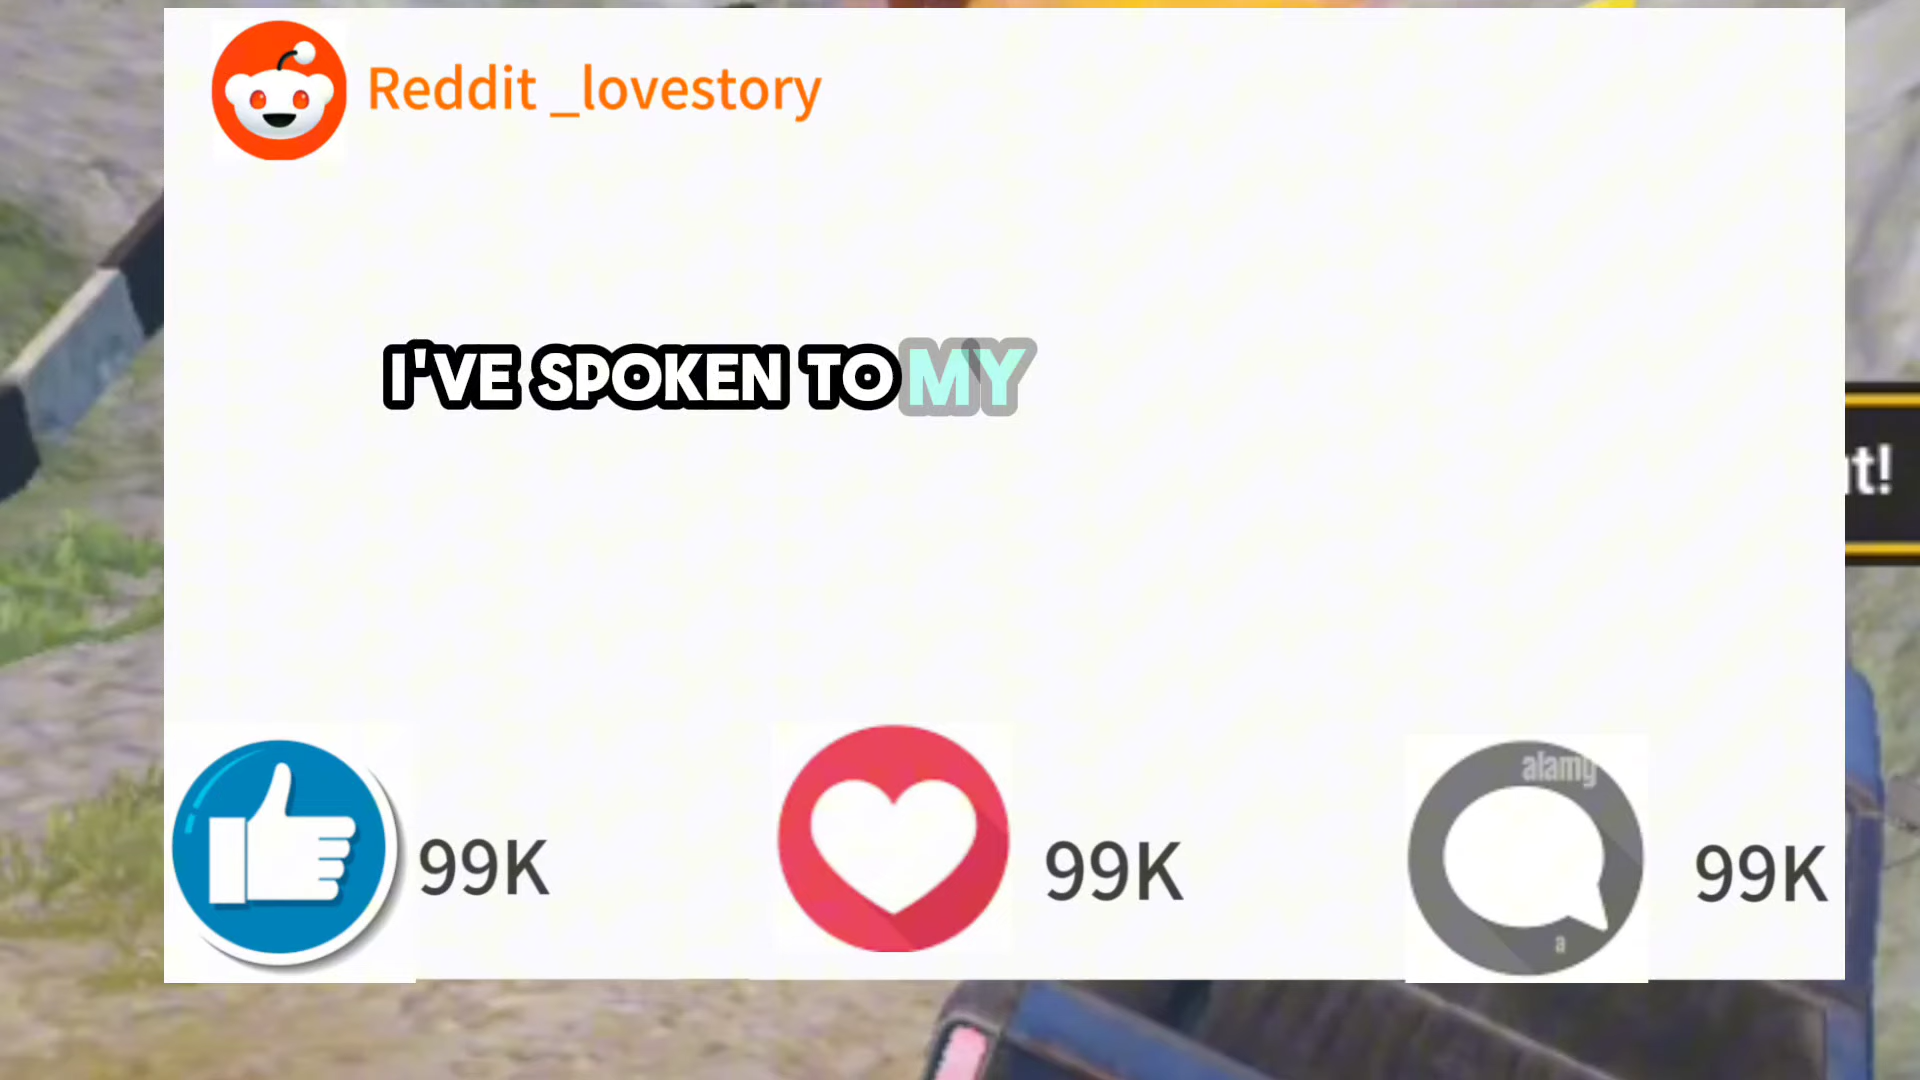 Reddit _lovestory
I'VE SPOKEN TO MY
t!
alamy
a
99K
99K
99K